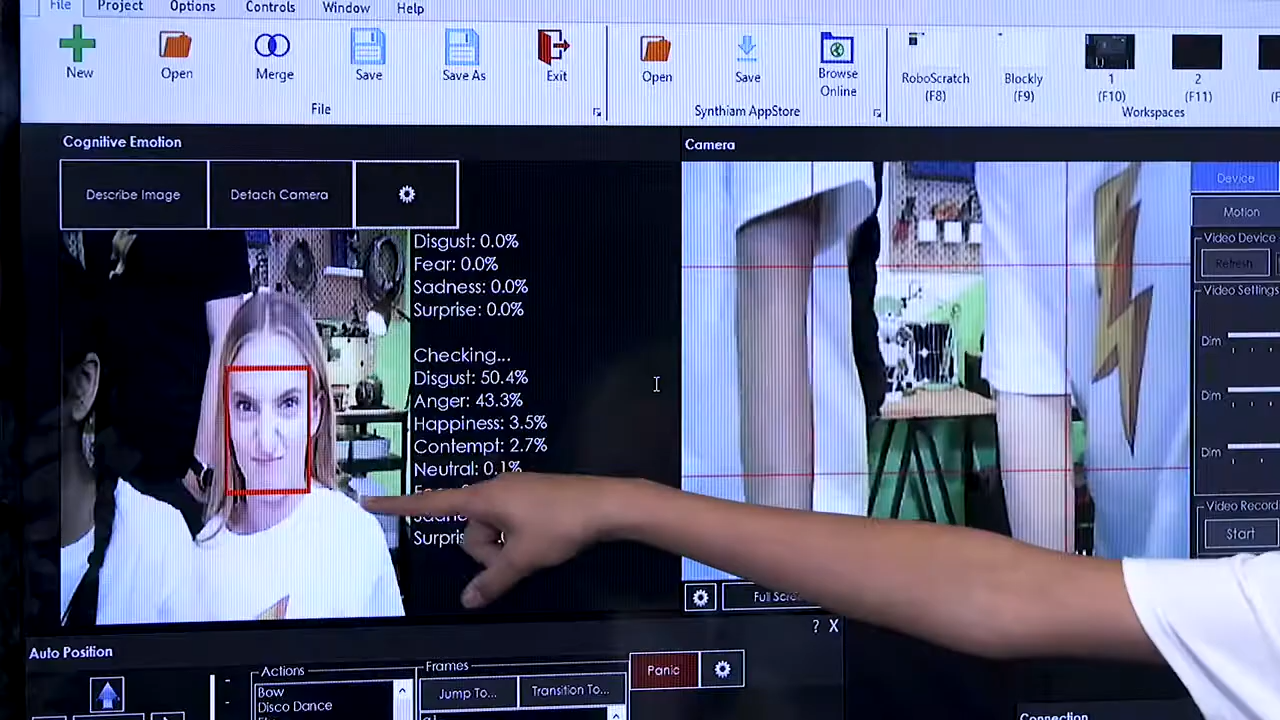 File Project Options Controls Window Help
New Open Merge Save Save As Exit
Open Save Browse Online
RoboScratch (F8)
Blockly (F9)
1 (F10)
2 (F11)
File
Synthiam AppStore
Workspaces
Cognitive Emotion
Describe Image Detach Camera
Disgust: 0.0%
Fear: 0.0%
Sadness: 0.0%
Surprise: 0.0%
Checking...
Disgust: 50.4%
Anger: 43.3%
Happiness: 3.5%
Contempt: 2.7%
Neutral: 0.1%
Camera
Device
Motion
Video Device
Refresh
Video Settings
Dim
Dim
Dim
Video Record
Start
Auto Position
? X
Actions
Bow
Disco Dance
Frames
Jump To... Transition To...
Panic
Connection